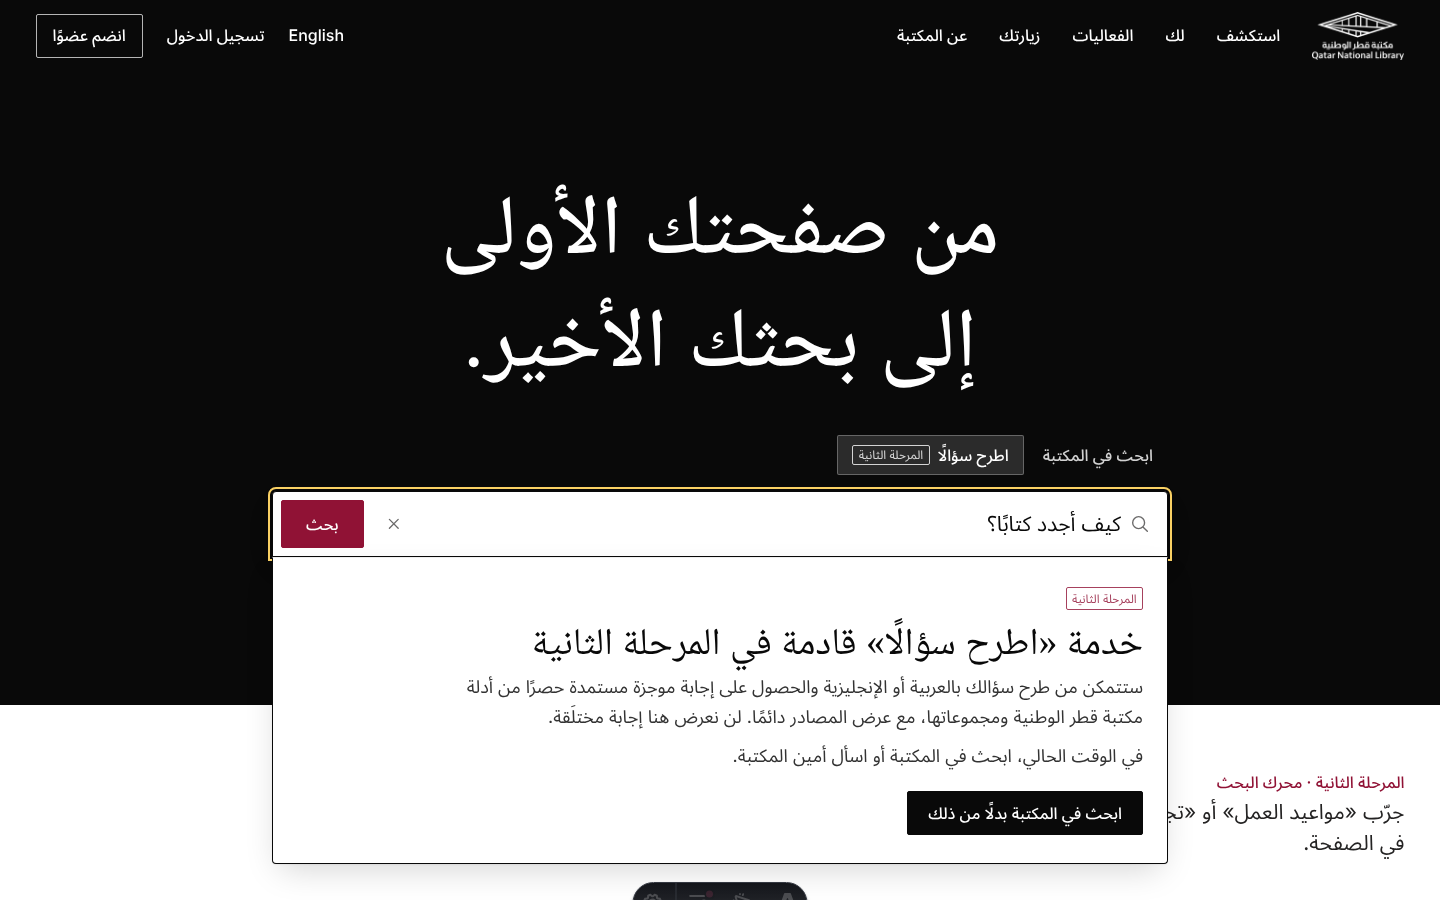 مكتبة قطر الوطنية
Qatar National Library
استكشف
لك
الفعاليات
زيارتك
عن المكتبة
English
تسجيل الدخول
انضم عضوًا
من صفحتك الأولى
إلى بحثك الأخير.
ابحث في المكتبة
اطرح سؤالًا المرحلة الثانية
كيف أجدد كتابًا؟
بحث
المرحلة الثانية
خدمة «اطرح سؤالًا» قادمة في المرحلة الثانية
ستتمكن من طرح سؤالك بالعربية أو الإنجليزية والحصول على إجابة موجزة مستمدة حصرًا من أدلة
مكتبة قطر الوطنية ومجموعاتها، مع عرض المصادر دائمًا. لن نعرض هنا إجابة مختلَقة.
في الوقت الحالي، ابحث في المكتبة أو اسأل أمين المكتبة.
ابحث في المكتبة بدلًا من ذلك
المرحلة الثانية · محرك البحث
جرّب «مواعيد العمل» أو
في الصفحة.